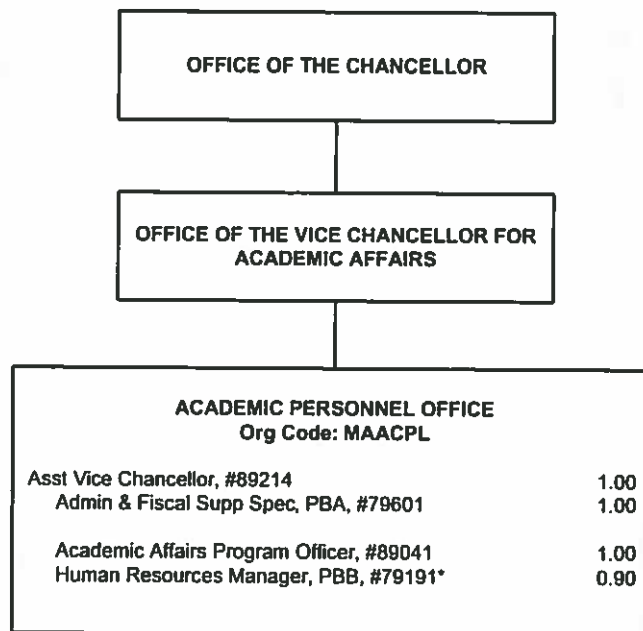 OFFICE OF THE CHANCELLOR
OFFICE OF THE VICE CHANCELLOR FOR
ACADEMIC AFFAIRS
ACADEMIC PERSONNEL OFFICE
Org Code: MAACPL
Asst Vice Chancellor, #89214 1.00
Admin & Fiscal Supp Spec, PBA, #79601 1.00
Academic Affairs Program Officer, #89041 1.00
Human Resources Manager, PBB, #79191* 0.90